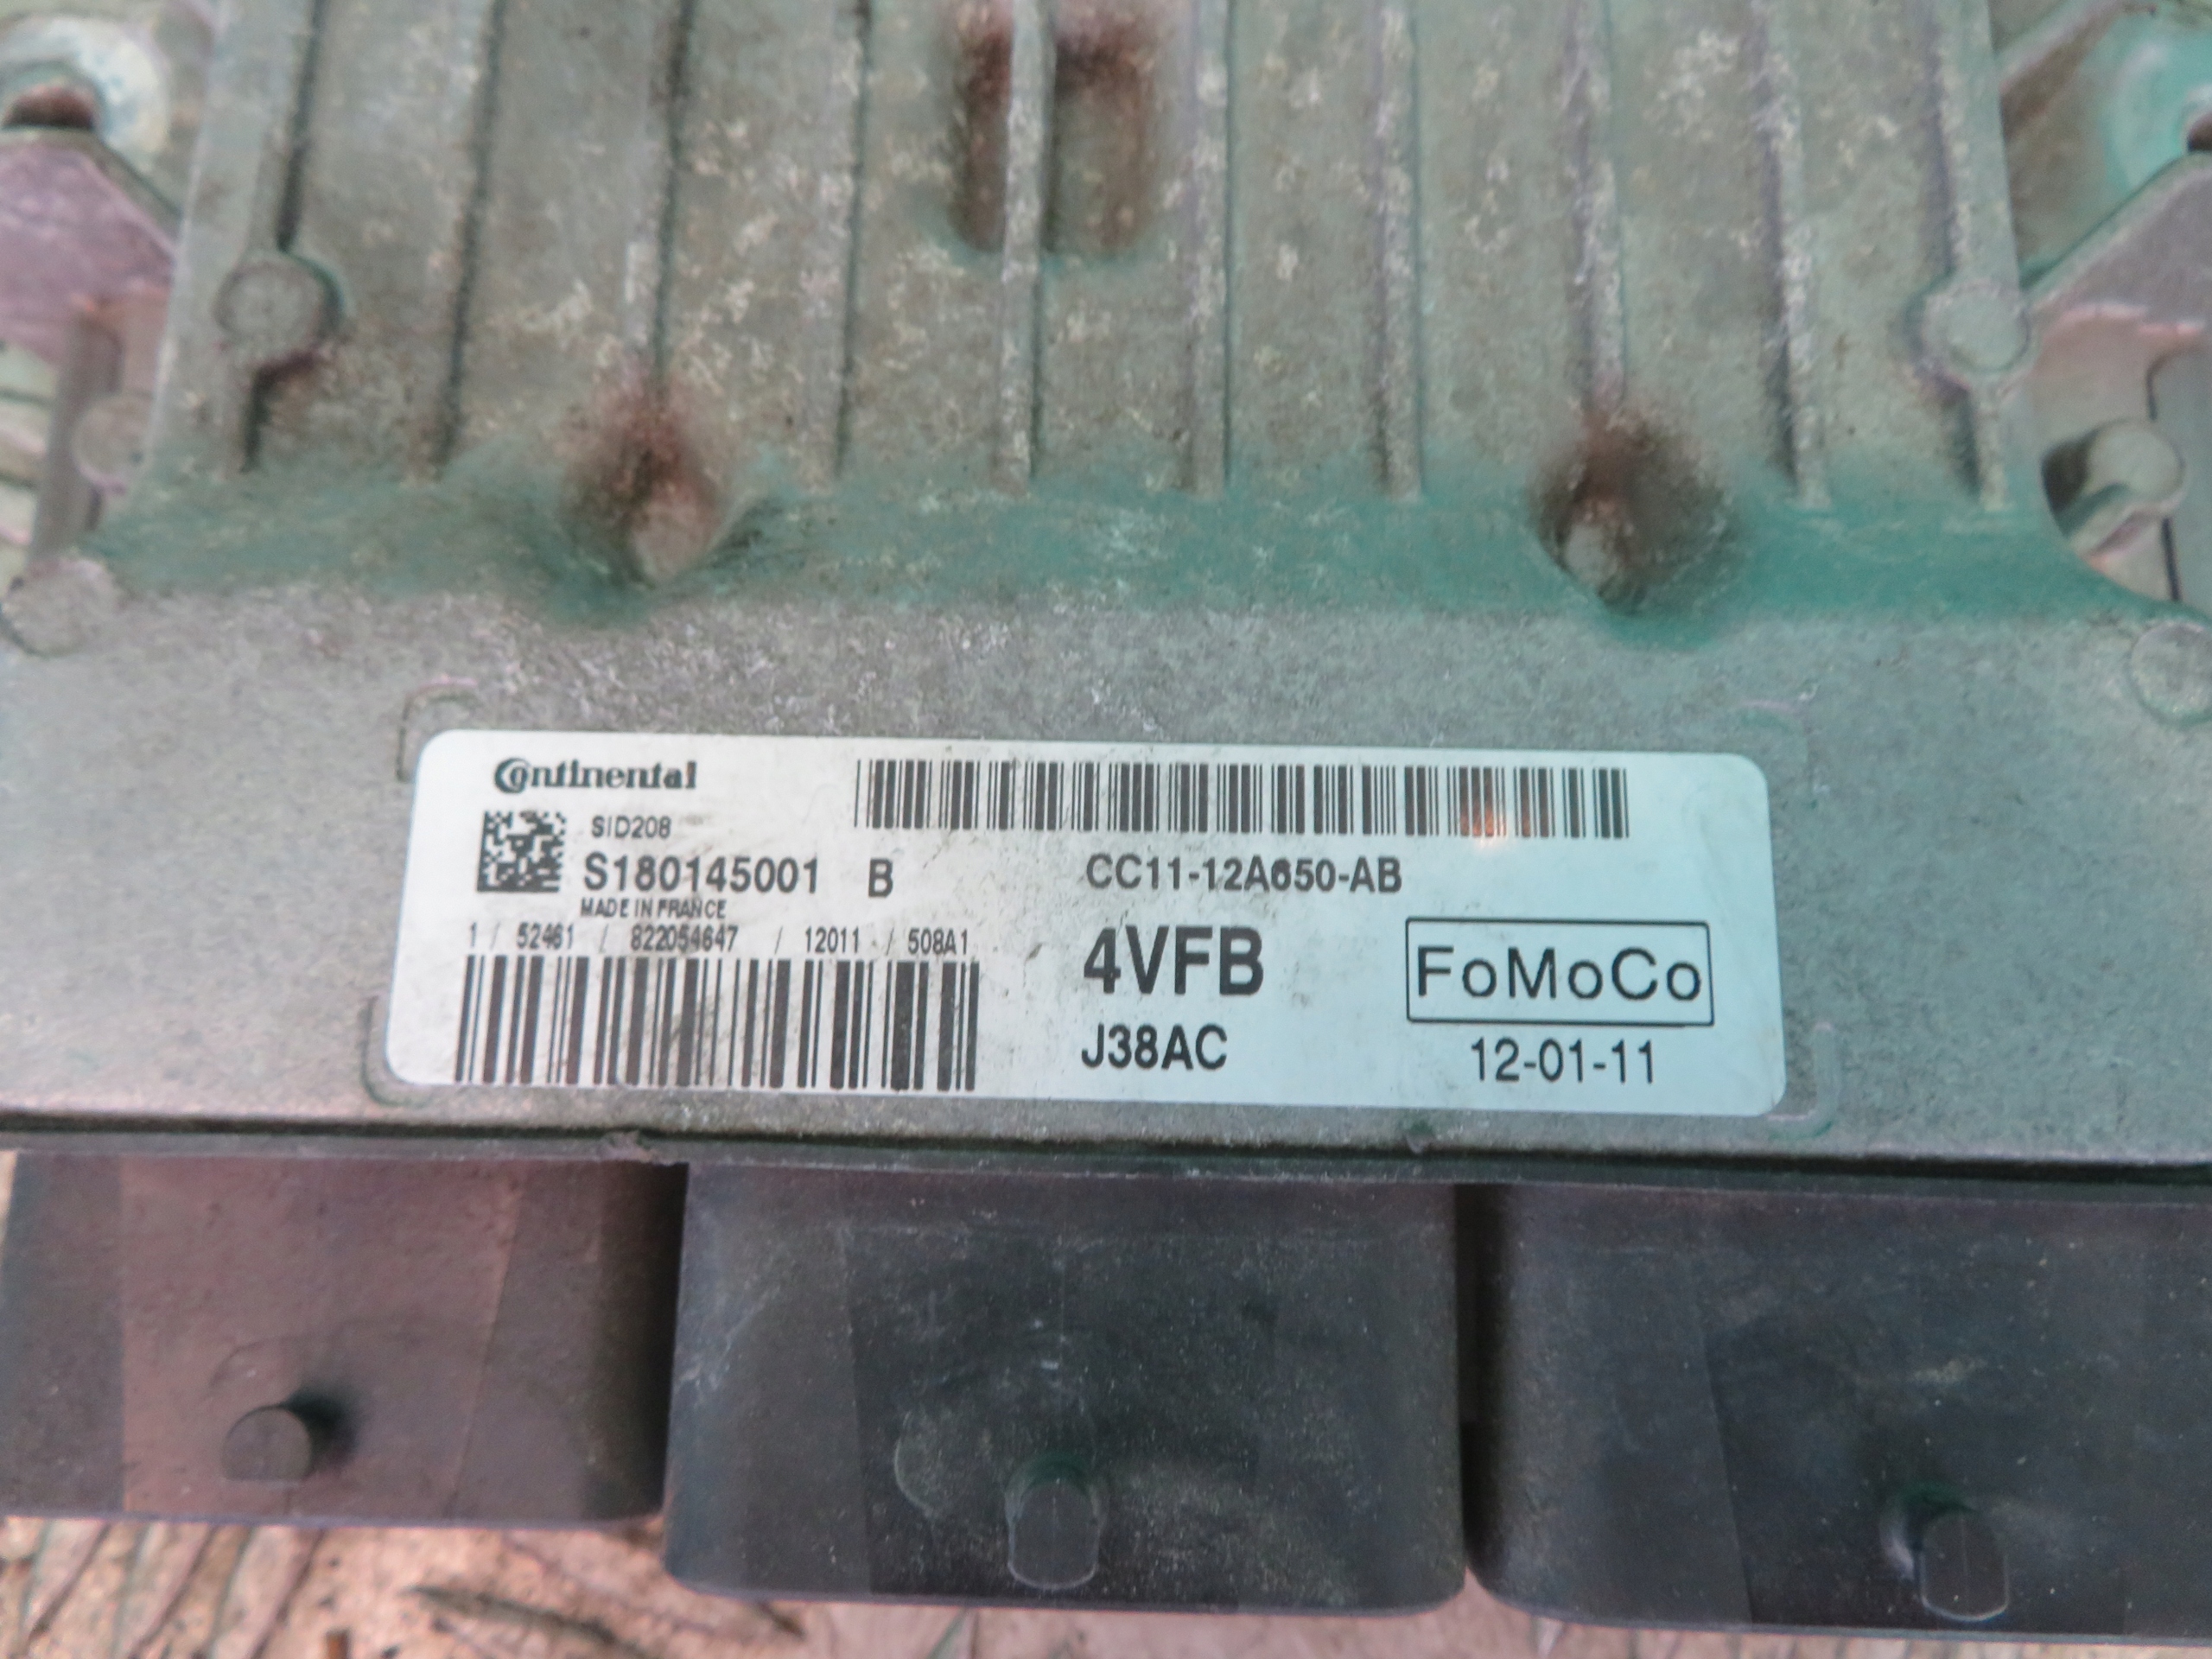 Continental
SID208
S180145001 B
MADE IN FRANCE
1 / 52461 / 822054647 / 12011 / 508A1
CC11-12A650-AB
4VFB
J38AC
FoMoCo
12-01-11